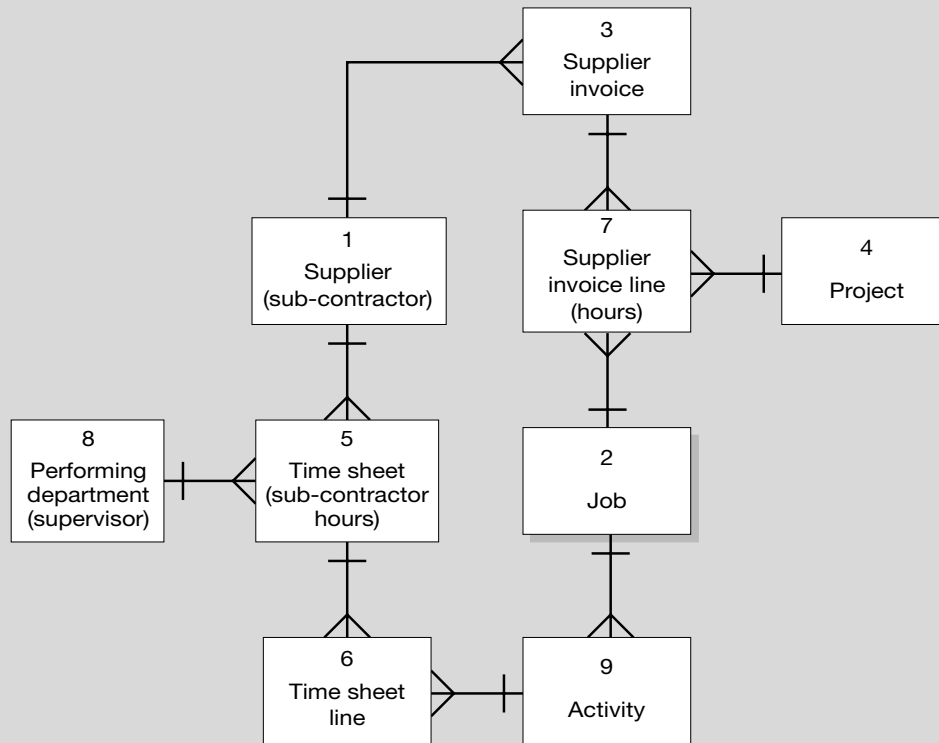 3
Supplier
invoice
1
Supplier
(sub-contractor)
7
Supplier
invoice line
(hours)
4
Project
8
Performing
department
(supervisor)
5
Time sheet
(sub-contractor
hours)
2
Job
6
Time sheet
line
9
Activity